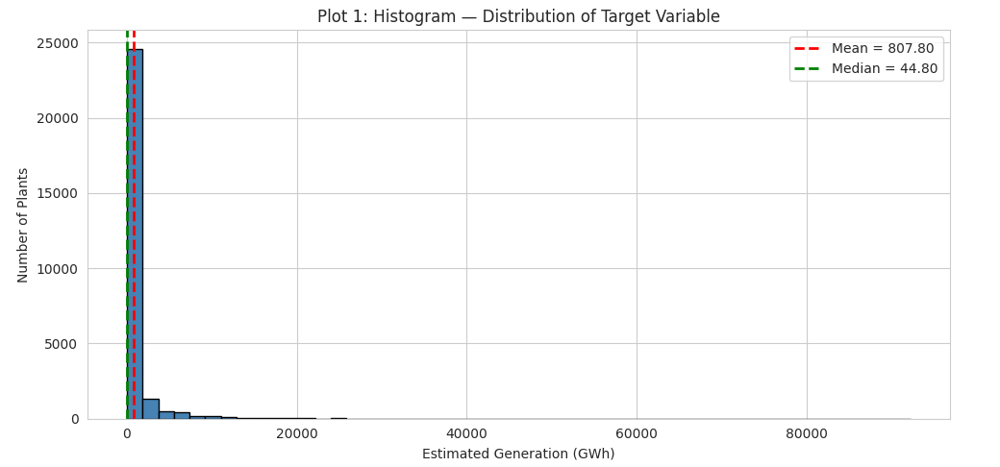 Plot 1: Histogram — Distribution of Target Variable
Mean = 807.80
Median = 44.80
Number of Plants
25000
20000
15000
10000
5000
0
0 20000 40000 60000 80000
Estimated Generation (GWh)